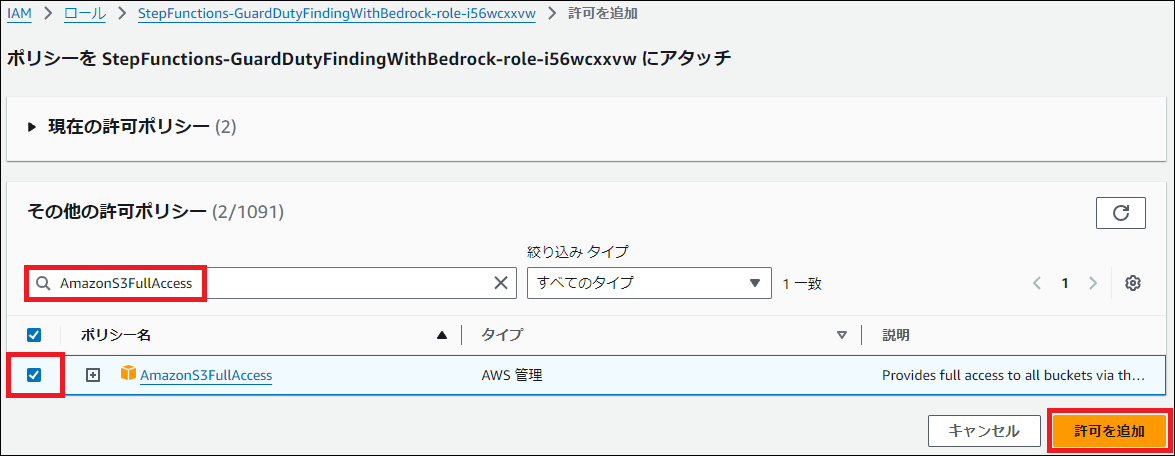 IAM > ロール > StepFunctions-GuardDutyFindingWithBedrock-role-i56wcxxvw > 許可を追加
ポリシーを StepFunctions-GuardDutyFindingWithBedrock-role-i56wcxxvw にアタッチ
現在の許可ポリシー (2)
その他の許可ポリシー (2/1091)
絞り込み タイプ
AmazonS3FullAccess すべてのタイプ 1 一致 1
ポリシー名 タイプ 説明
AmazonS3FullAccess AWS 管理 Provides full access to all buckets via th…
キャンセル 許可を追加